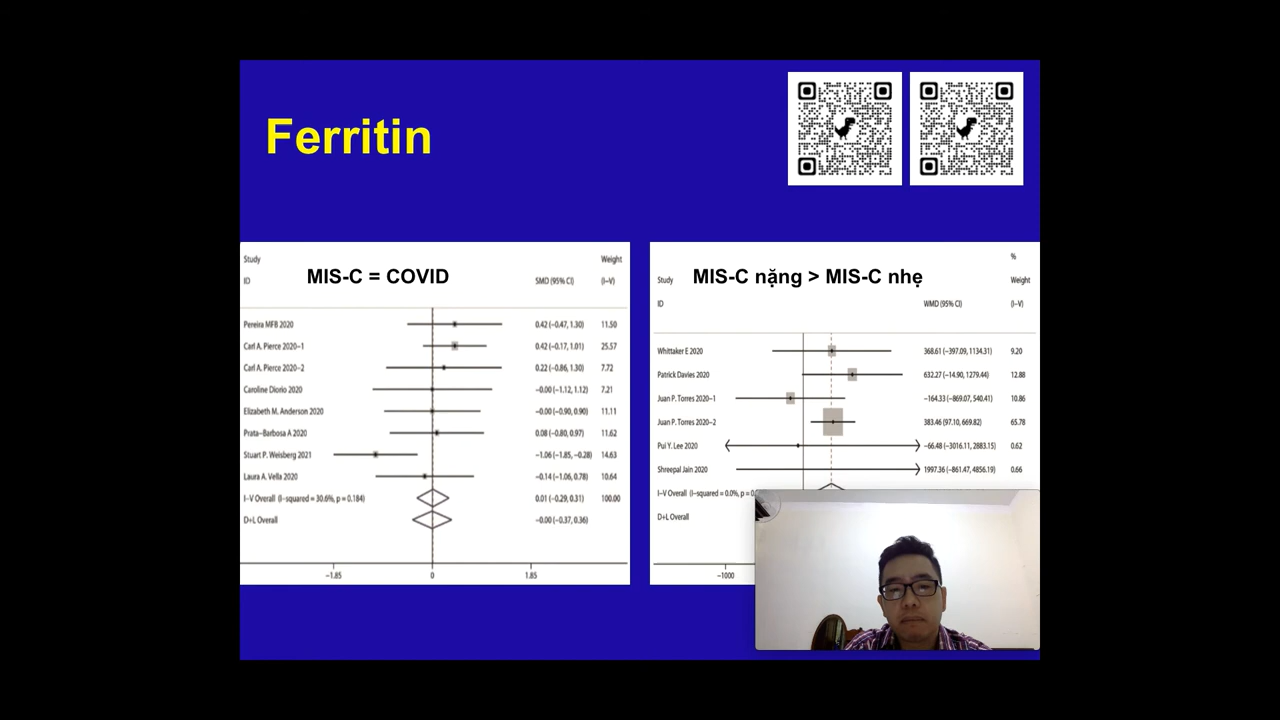 Ferritin
Study Weight
MIS-C = COVID
ID SMD (95% CI) (I-V)
Pereira MFB 2020 0.42 (-0.47, 1.30) 11.50
Carl A. Pierce 2020-1 0.42 (-0.17, 1.01) 25.57
Carl A. Pierce 2020-2 0.22 (-0.86, 1.30) 7.72
Caroline Diorio 2020 -0.00 (-1.12, 1.12) 7.21
Elizabeth M. Anderson 2020 -0.00 (-0.90, 0.90) 11.11
Prata-Barbosa A 2020 0.08 (-0.80, 0.97) 11.62
Stuart P. Weisberg 2021 -1.06 (-1.85, -0.28) 14.63
Laura A. Vella 2020 -0.14 (-1.06, 0.78) 10.64
I-V Overall (I-squared = 30.6%, p = 0.184) 0.01 (-0.29, 0.31) 100.00
D+L Overall -0.00 (-0.37, 0.36)
-1.85 0 1.85
%
Study MIS-C nặng > MIS-C nhẹ Weight
ID WMD (95% CI) (I-V)
Whittaker E 2020 368.61 (-397.09, 1134.31) 9.20
Patrick Davies 2020 632.27 (-14.90, 1279.44) 12.88
Juan P. Torres 2020-1 -164.33 (-869.07, 540.41) 10.86
Juan P. Torres 2020-2 383.46 (97.10, 669.82) 65.78
Pui Y. Lee 2020 -66.48 (-3016.11, 2883.15) 0.62
Shreepal Jain 2020 1997.36 (-861.47, 4856.19) 0.66
I-V Overall (I-squared = 0.0%, p =
D+L Overall
-1000